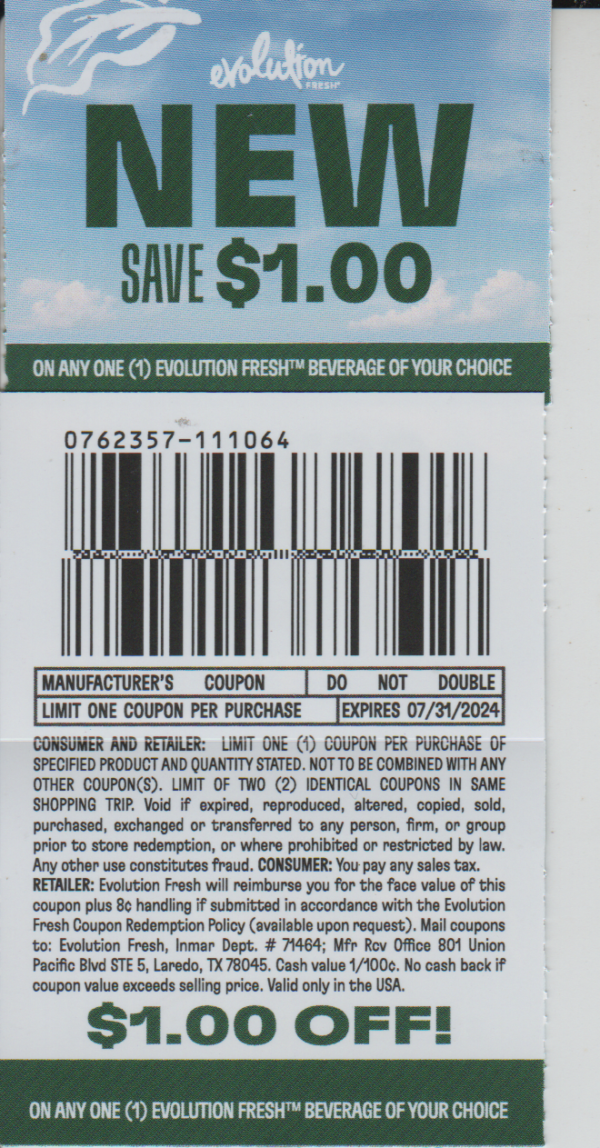 evolution
FRESH™
NEW
SAVE $1.00
ON ANY ONE (1) EVOLUTION FRESH™ BEVERAGE OF YOUR CHOICE
0762357-111064
MANUFACTURER'S COUPON DO NOT DOUBLE
LIMIT ONE COUPON PER PURCHASE EXPIRES 07/31/2024
CONSUMER AND RETAILER: LIMIT ONE (1) COUPON PER PURCHASE OF
SPECIFIED PRODUCT AND QUANTITY STATED. NOT TO BE COMBINED WITH ANY
OTHER COUPON(S). LIMIT OF TWO (2) IDENTICAL COUPONS IN SAME
SHOPPING TRIP. Void if expired, reproduced, altered, copied, sold,
purchased, exchanged or transferred to any person, firm, or group
prior to store redemption, or where prohibited or restricted by law.
Any other use constitutes fraud. CONSUMER: You pay any sales tax.
RETAILER: Evolution Fresh will reimburse you for the face value of this
coupon plus 8¢ handling if submitted in accordance with the Evolution
Fresh Coupon Redemption Policy (available upon request). Mail coupons
to: Evolution Fresh, Inmar Dept. # 71464; Mfr Rcv Office 801 Union
Pacific Blvd STE 5, Laredo, TX 78045. Cash value 1/100¢. No cash back if
coupon value exceeds selling price. Valid only in the USA.
$1.00 OFF!
ON ANY ONE (1) EVOLUTION FRESH™ BEVERAGE OF YOUR CHOICE